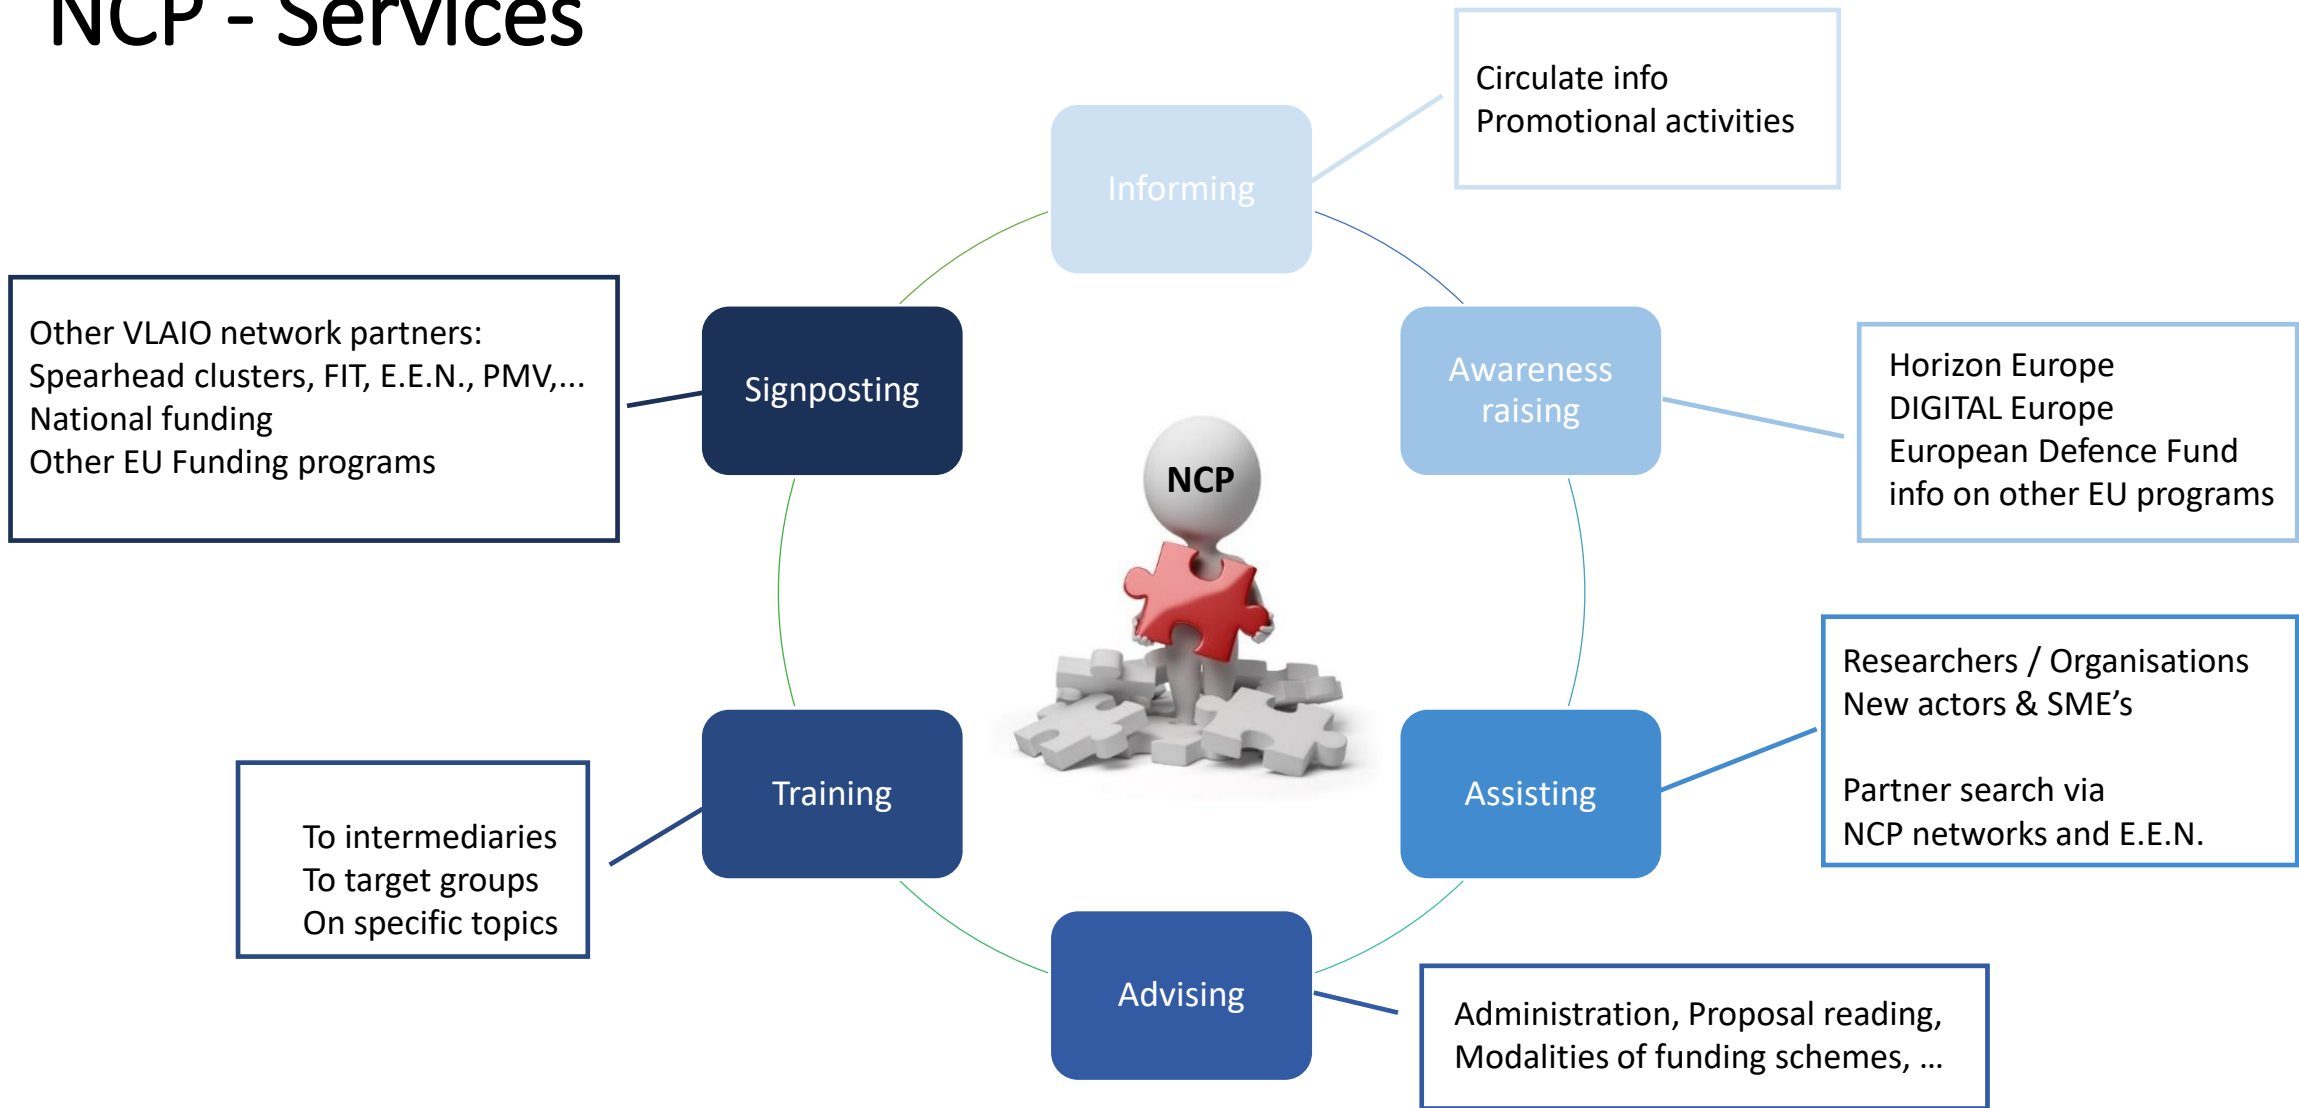 NCP - Services
Circulate info
Promotional activities
Informing
Other VLAIO network partners:
Spearhead clusters, FIT, E.E.N., PMV,...
National funding
Other EU Funding programs
Signposting
Awareness
raising
Horizon Europe
DIGITAL Europe
European Defence Fund
info on other EU programs
NCP
Researchers / Organisations
New actors & SME’s
Partner search via
NCP networks and E.E.N.
Training
Assisting
To intermediaries
To target groups
On specific topics
Advising
Administration, Proposal reading,
Modalities of funding schemes, …